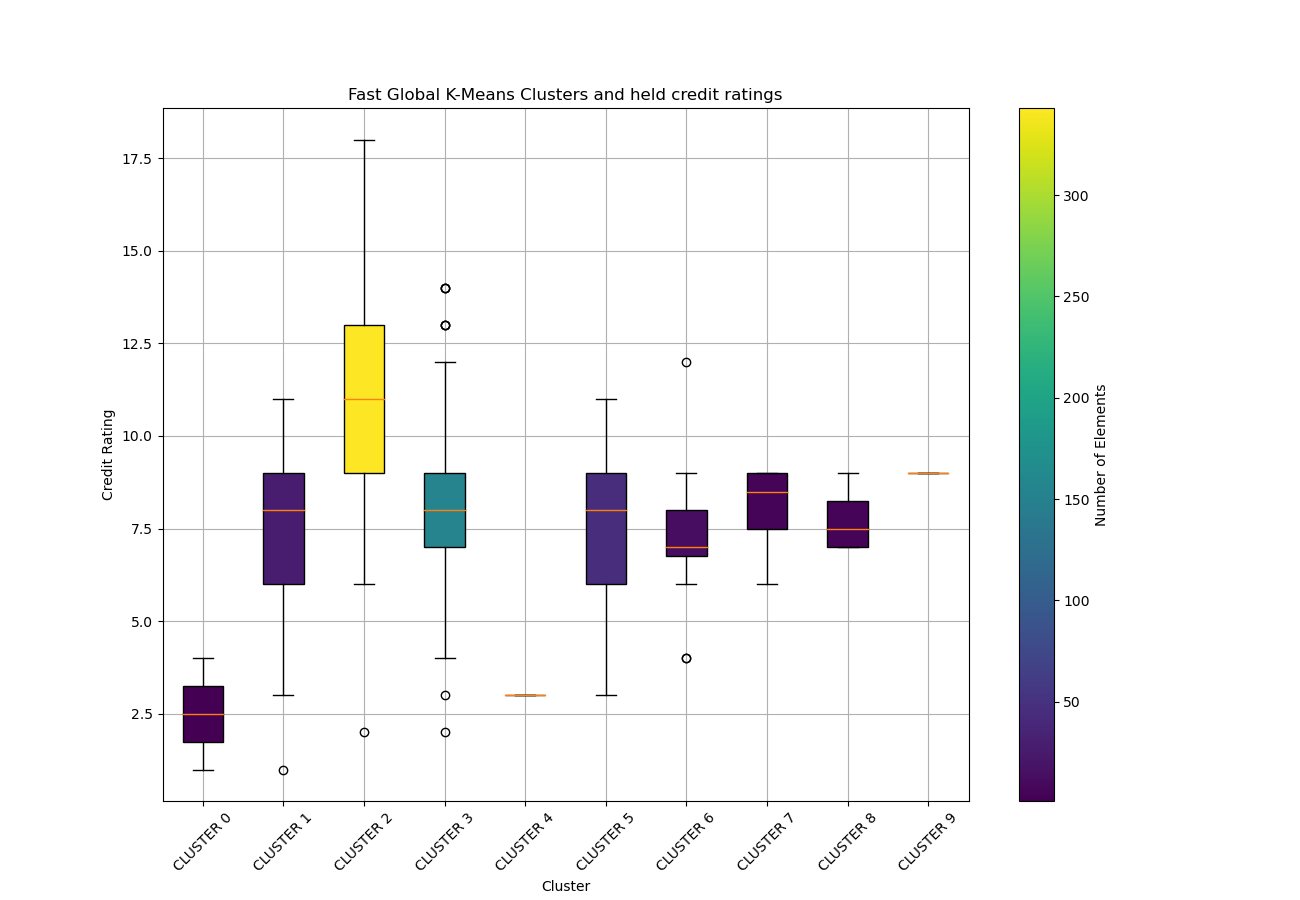 Fast Global K-Means Clusters and held credit ratings
17.5
15.0
12.5
10.0
7.5
5.0
2.5
Credit Rating
CLUSTER 0
CLUSTER 1
CLUSTER 2
CLUSTER 3
CLUSTER 4
CLUSTER 5
CLUSTER 6
CLUSTER 7
CLUSTER 8
CLUSTER 9
Cluster
300
250
200
150
100
50
Number of Elements